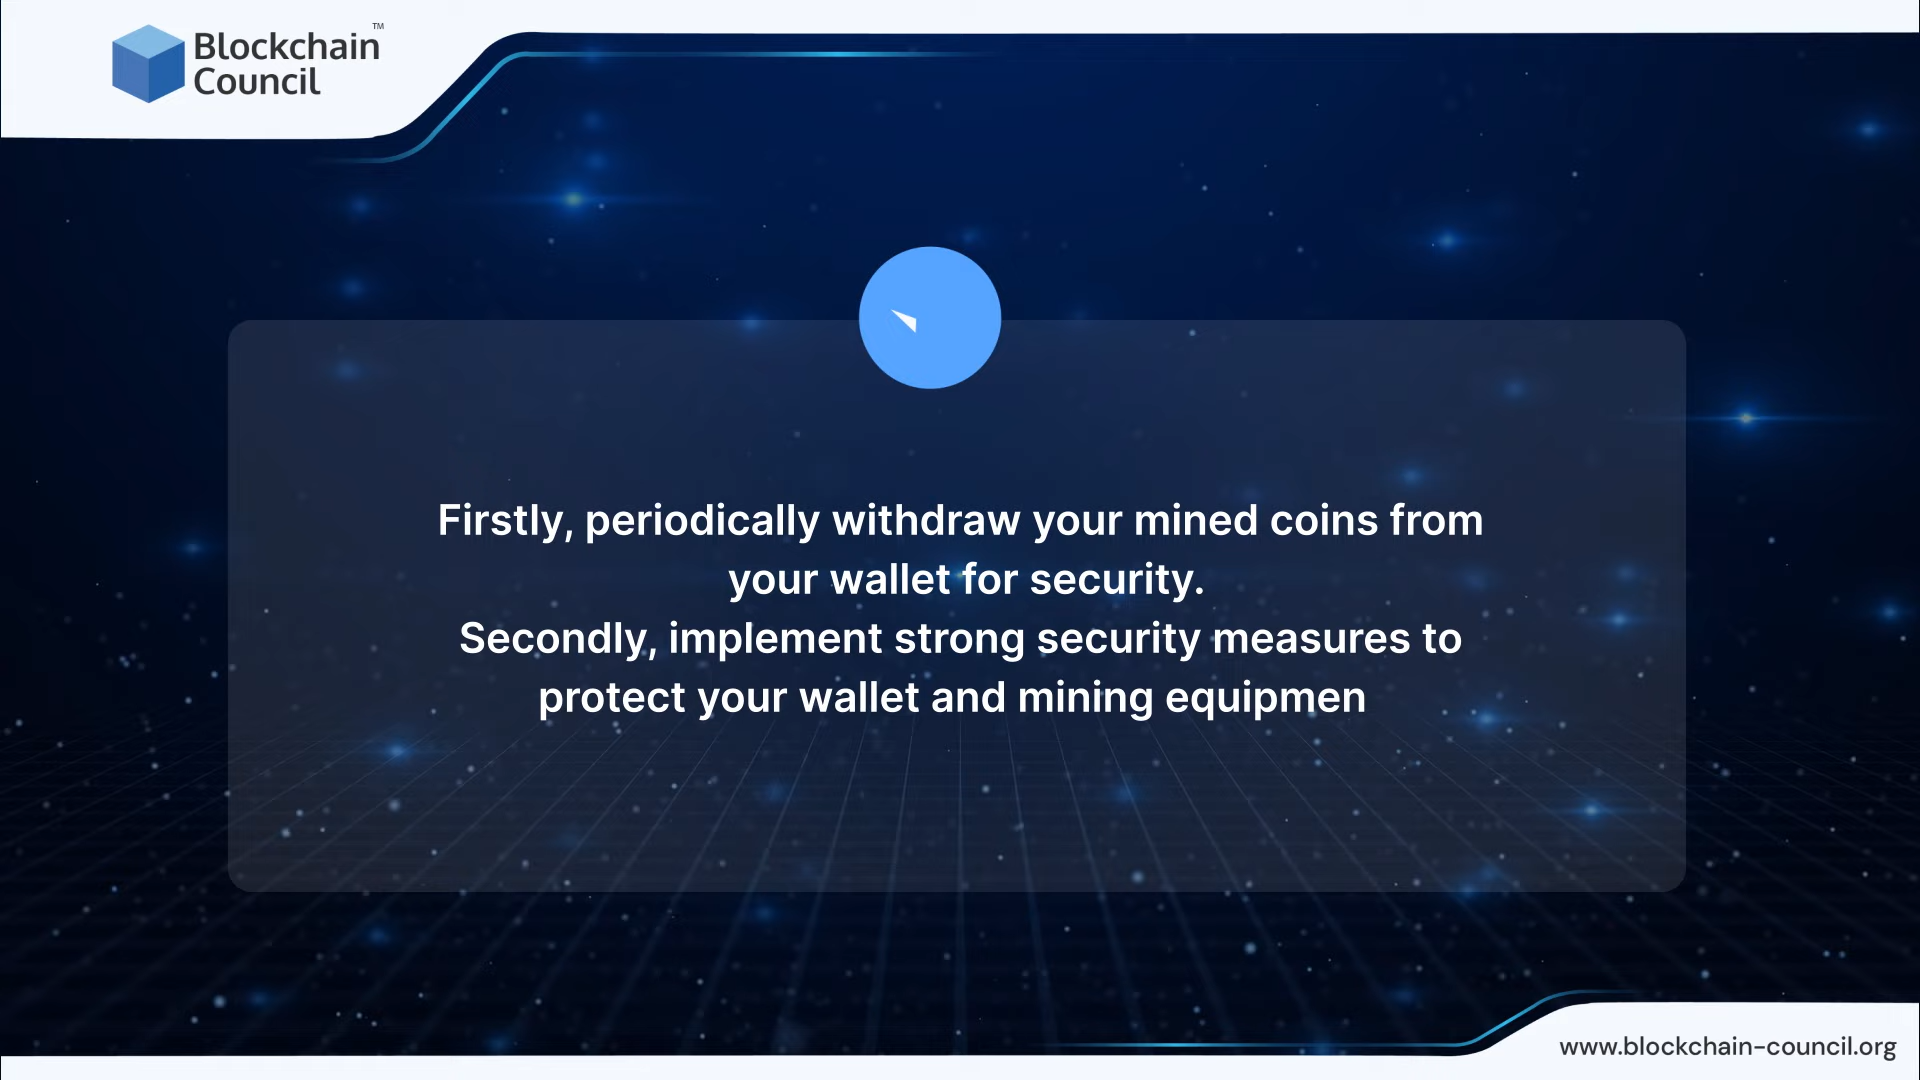 Blockchain™
Council
Firstly, periodically withdraw your mined coins from
your wallet for security.
Secondly, implement strong security measures to
protect your wallet and mining equipmen
www.blockchain-council.org